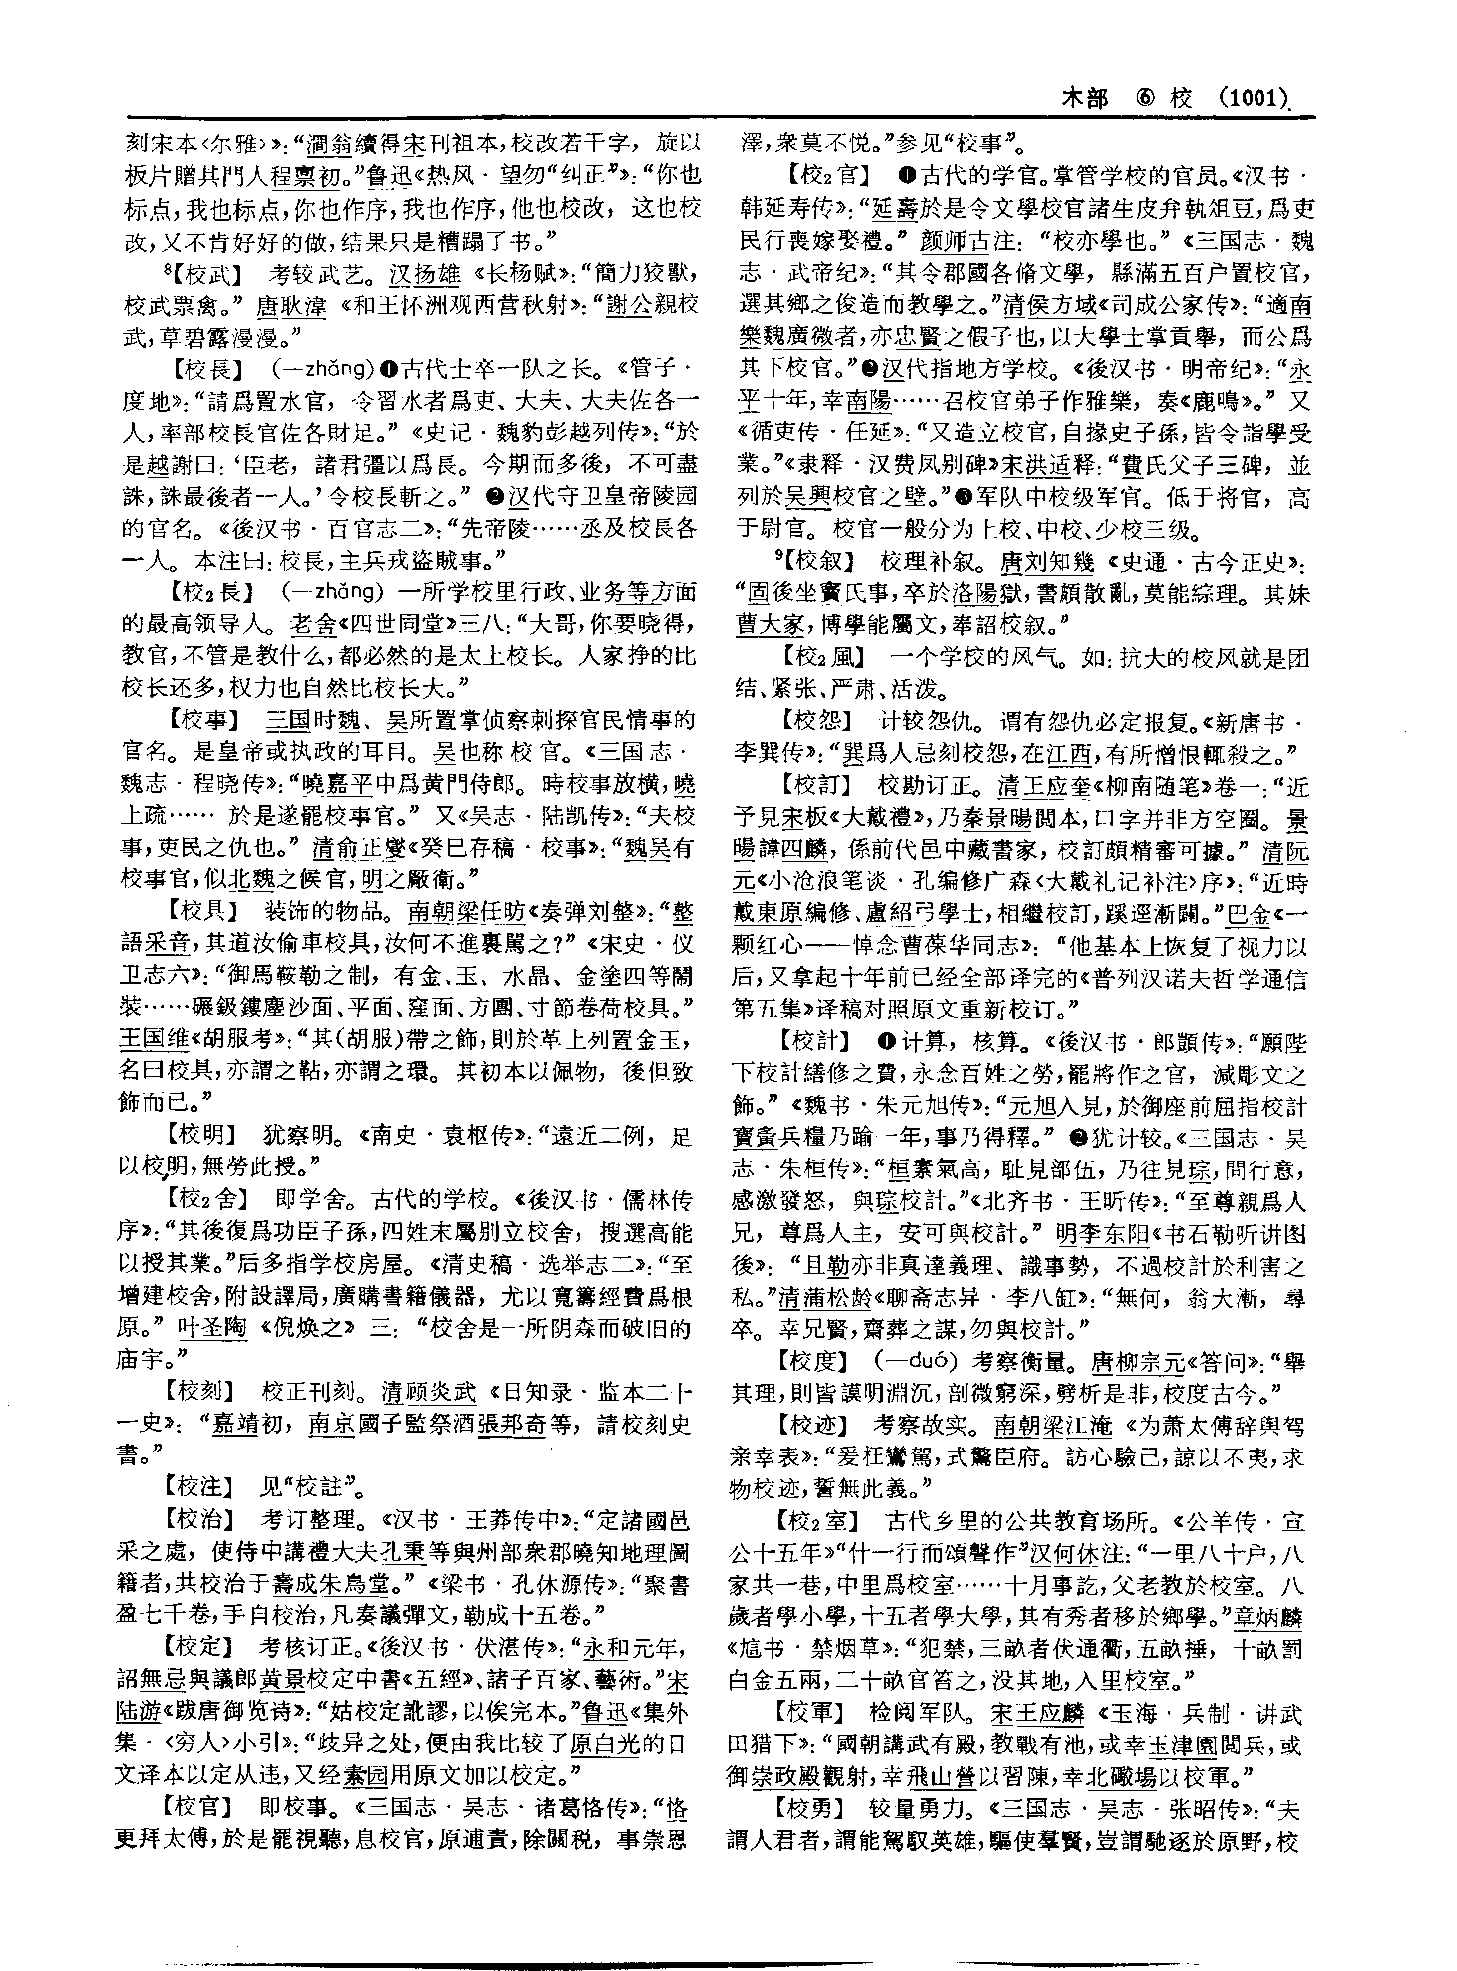 木部 ⑥ 校 (1001)
刻宋本〈尔雅〉》：“澗翁續得宋刊祖本，校改若干字，旋以
板片贈其門人程禀初。”鲁迅《热风·望勿“纠正”》：“你也
标点，我也标点，你也作序，我也作序，他也校改，这也校
改，又不肯好好的做，结果只是糟蹋了书。”
⁸【校武】 考较武艺。汉扬雄《长杨赋》：“簡力狡獸，
校武票禽。”唐耿湋《和王怀洲观西营秋射》：“謝公親校
武，草碧露漫漫。”
【校長】 (—zhǎng)❶古代士卒一队之长。《管子·
度地》：“請爲置水官，令習水者爲吏、大夫、大夫佐各一
人，率部校長官佐各財足。”《史记·魏豹彭越列传》：“於
是越謝曰：‘臣老，諸君彊以爲長。今期而多後，不可盡
誅，誅最後者一人。’令校長斬之。”❷汉代守卫皇帝陵园
的官名。《後汉书·百官志二》：“先帝陵……丞及校長各
一人。本注曰：校長，主兵戎盜賊事。”
【校₂長】 (—zhǎng) 一所学校里行政、业务等方面
的最高领导人。老舍《四世同堂》三八：“大哥，你要晓得，
教官，不管是教什么，都必然的是太上校长。人家挣的比
校长还多，权力也自然比校长大。”
【校事】 三国时魏、吴所置掌侦察刺探官民情事的
官名。是皇帝或执政的耳目。吴也称校官。《三国志·
魏志·程晓传》：“曉嘉平中爲黄門侍郎。時校事放横，曉
上疏……於是遂罷校事官。”又《吴志·陆凯传》：“夫校
事，吏民之仇也。”清俞正燮《癸巳存稿·校事》：“魏吴有
校事官，似北魏之候官，明之厰衛。”
【校具】 装饰的物品。南朝梁任昉《奏弹刘整》：“整
語采音，其道汝偷車校具，汝何不進裏駡之？”《宋史·仪
卫志六》：“御馬鞍勒之制，有金、玉、水晶、金塗四等鬧
裝……碾鈒鏤塵沙面、平面、窪面、方團、寸節卷荷校具。”
王国维《胡服考》：“其（胡服）帶之飾，則於革上列置金玉，
名曰校具，亦謂之䩞，亦謂之環。其初本以佩物，後但致
飾而已。”
【校明】 犹察明。《南史·袁枢传》：“遠近二例，足
以校明，無勞此授。”
【校₂舍】 即学舍。古代的学校。《後汉书·儒林传
序》：“其後復爲功臣子孫，四姓末屬别立校舍，搜選高能
以授其業。”后多指学校房屋。《清史稿·选举志二》：“至
增建校舍，附設譯局，廣購書籍儀器，尤以寬籌經費爲根
原。”叶圣陶《倪焕之》三：“校舍是一所阴森而破旧的
庙宇。”
【校刻】 校正刊刻。清顾炎武《日知录·监本二十
一史》：“嘉靖初，南京國子監祭酒張邦奇等，請校刻史
書。”
【校注】 见“校註”。
【校治】 考订整理。《汉书·王莽传中》：“定諸國邑
采之處，使侍中講禮大夫孔秉等與州部衆郡曉知地理圖
籍者，共校治于壽成朱鳥堂。”《梁书·孔休源传》：“聚書
盈七千卷，手自校治，凡奏議彈文，勒成十五卷。”
【校定】 考核订正。《後汉书·伏湛传》：“永和元年，
詔無忌與議郎黄景校定中書《五經》、諸子百家、藝術。”宋
陆游《跋唐御览诗》：“姑校定訛謬，以俟完本。”鲁迅《集外
集·〈穷人〉小引》：“歧异之处，便由我比较了原白光的日
文译本以定从违，又经素园用原文加以校定。”
【校官】 即校事。《三国志·吴志·诸葛恪传》：“恪
更拜太傅，於是罷視聽，息校官，原逋責，除關税，事崇恩
澤，衆莫不悦。”参见“校事”。
【校₂官】 ❶古代的学官。掌管学校的官员。《汉书·
韩延寿传》：“延壽於是令文學校官諸生皮弁執俎豆，爲吏
民行喪嫁娶禮。”颜师古注：“校亦學也。”《三国志·魏
志·武帝纪》：“其令郡國各脩文學，縣滿五百户置校官，
選其鄉之俊造而教學之。”清侯方域《司成公家传》：“適南
樂魏廣微者，亦忠賢之假子也，以大學士掌貢舉，而公爲
其下校官。”❷汉代指地方学校。《後汉书·明帝纪》：“永
平十年，幸南陽……召校官弟子作雅樂，奏《鹿鳴》。”又
《循吏传·任延》：“又造立校官，自掾史子孫，皆令詣學受
業。”《隶释·汉费凤别碑》宋洪适释：“費氏父子三碑，並
列於吴興校官之壁。”❸军队中校级军官。低于将官，高
于尉官。校官一般分为上校、中校、少校三级。
⁹【校叙】 校理补叙。唐刘知幾《史通·古今正史》：
“固後坐竇氏事，卒於洛陽獄，書頗散亂，莫能綜理。其妹
曹大家，博學能屬文，奉詔校叙。”
【校₂風】 一个学校的风气。如：抗大的校风就是团
结、紧张、严肃、活泼。
【校怨】 计较怨仇。谓有怨仇必定报复。《新唐书·
李巽传》：“巽爲人忌刻校怨，在江西，有所憎恨輒殺之。”
【校訂】 校勘订正。清王应奎《柳南随笔》卷一：“近
予見宋板《大戴禮》，乃秦景暘閲本，口字并非方空圈。景
暘諱四麟，係前代邑中藏書家，校訂頗精審可據。”清阮
元《小沧浪笔谈·孔编修广森〈大戴礼记补注〉序》：“近時
戴東原編修、盧紹弓學士，相繼校訂，蹊逕漸闢。”巴金《一
颗红心——悼念曹葆华同志》：“他基本上恢复了视力以
后，又拿起十年前已经全部译完的《普列汉诺夫哲学通信
第五集》译稿对照原文重新校订。”
【校計】 ❶计算，核算。《後汉书·郎顗传》：“願陛
下校計繕修之費，永念百姓之勞，罷將作之官，減彫文之
飾。”《魏书·朱元旭传》：“元旭入見，於御座前屈指校計
寶夤兵糧乃踰一年，事乃得釋。”❷犹计较。《三国志·吴
志·朱桓传》：“桓素氣高，耻見部伍，乃往見琮，問行意，
感激發怒，與琮校計。”《北齐书·王昕传》：“至尊親爲人
兄，尊爲人主，安可與校計。”明李东阳《书石勒听讲图
後》：“且勒亦非真達義理、識事勢，不過校計於利害之
私。”清蒲松龄《聊斋志异·李八缸》：“無何，翁大漸，尋
卒。幸兄賢，齋葬之謀，勿與校計。”
【校度】 (—duó) 考察衡量。唐柳宗元《答问》：“舉
其理，則皆謨明淵沉，剖微窮深，劈析是非，校度古今。”
【校迹】 考察故实。南朝梁江淹《为萧太傅辞舆驾
亲幸表》：“爰枉鸞駕，式驚臣府。訪心驗己，諒以不夷，求
物校迹，誓無此義。”
【校₂室】 古代乡里的公共教育场所。《公羊传·宣
公十五年》“什一行而頌聲作”汉何休注：“一里八十户，八
家共一巷，中里爲校室……十月事訖，父老教於校室。八
歲者學小學，十五者學大學，其有秀者移於鄉學。”章炳麟
《訄书·禁烟草》：“犯禁，三畝者伏通衢，五畝捶，十畝罰
白金五兩，二十畝官笞之，没其地，入里校室。”
【校軍】 检阅军队。宋王应麟《玉海·兵制·讲武
田猎下》：“國朝講武有殿，教戰有池，或幸玉津園閲兵，或
御崇政殿觀射，幸飛山營以習陳，幸北礮場以校軍。”
【校勇】 较量勇力。《三国志·吴志·张昭传》：“夫
謂人君者，謂能駕馭英雄，驅使羣賢，豈謂馳逐於原野，校